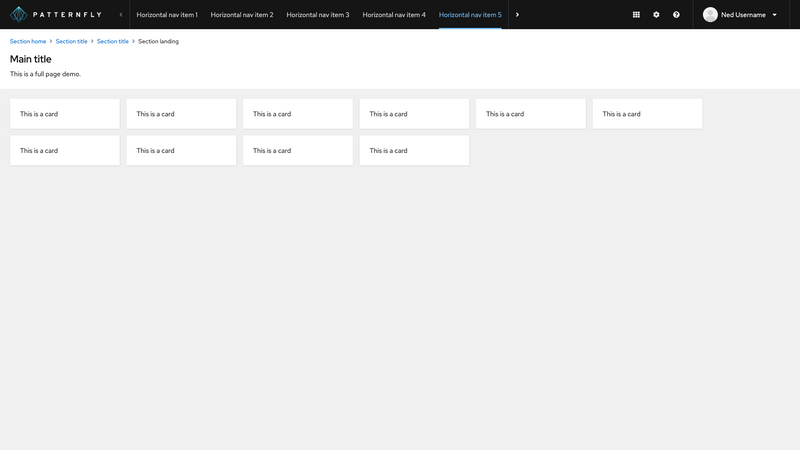 PATTERNFLY Horizontal nav item 1 Horizontal nav item 2 Horizontal nav item 3 Horizontal nav item 4 Horizontal nav item 5 Ned Username
Section home Section title Section title Section landing
Main title
This is a full page demo.
This is a card This is a card This is a card This is a card This is a card This is a card
This is a card This is a card This is a card This is a card